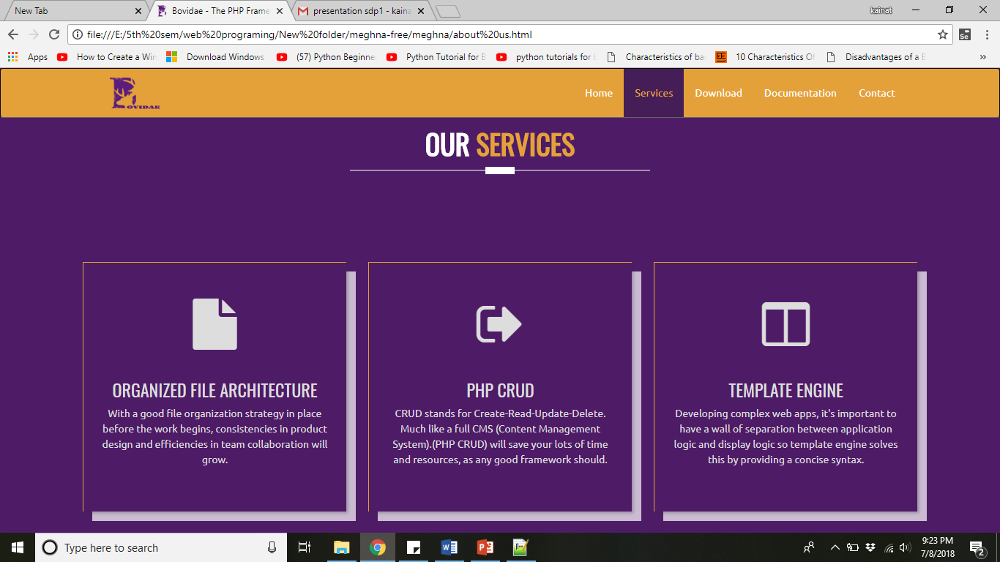 New Tab
Bovidae - The PHP Frame
presentation sdp1 - kaina
kainat
file:///E:/5th%20sem/web%20programing/New%20folder/meghna-free/meghna/about%20us.html
Se
Apps
How to Create a Win
Download Windows
(57) Python Beginne
Python Tutorial for B
python tutorials for
Characteristics of ba
10 Characteristics Of
Disadvantages of a
»
BOVIDAE
Home
Services
Download
Documentation
Contact
OUR SERVICES
ORGANIZED FILE ARCHITECTURE
With a good file organization strategy in place
before the work begins, consistencies in product
design and efficiencies in team collaboration will
grow.
PHP CRUD
CRUD stands for Create-Read-Update-Delete.
Much like a full CMS (Content Management
System).(PHP CRUD) will save your lots of time
and resources, as any good framework should.
TEMPLATE ENGINE
Developing complex web apps, it's important to
have a wall of separation between application
logic and display logic so template engine solves
this by providing a concise syntax.
Type here to search
9:23 PM
7/8/2018
2